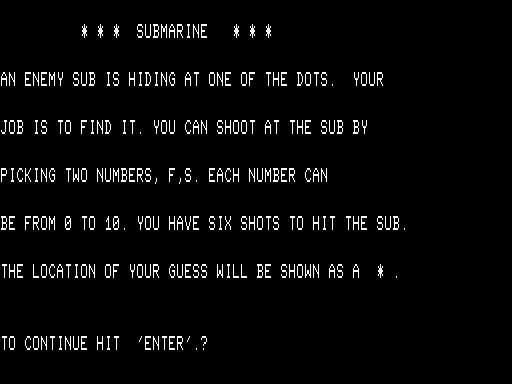 * * * SUBMARINE * * *
AN ENEMY SUB IS HIDING AT ONE OF THE DOTS. YOUR
JOB IS TO FIND IT. YOU CAN SHOOT AT THE SUB BY
PICKING TWO NUMBERS, F,S. EACH NUMBER CAN
BE FROM 0 TO 10. YOU HAVE SIX SHOTS TO HIT THE SUB.
THE LOCATION OF YOUR GUESS WILL BE SHOWN AS A * .
TO CONTINUE HIT 'ENTER'.?